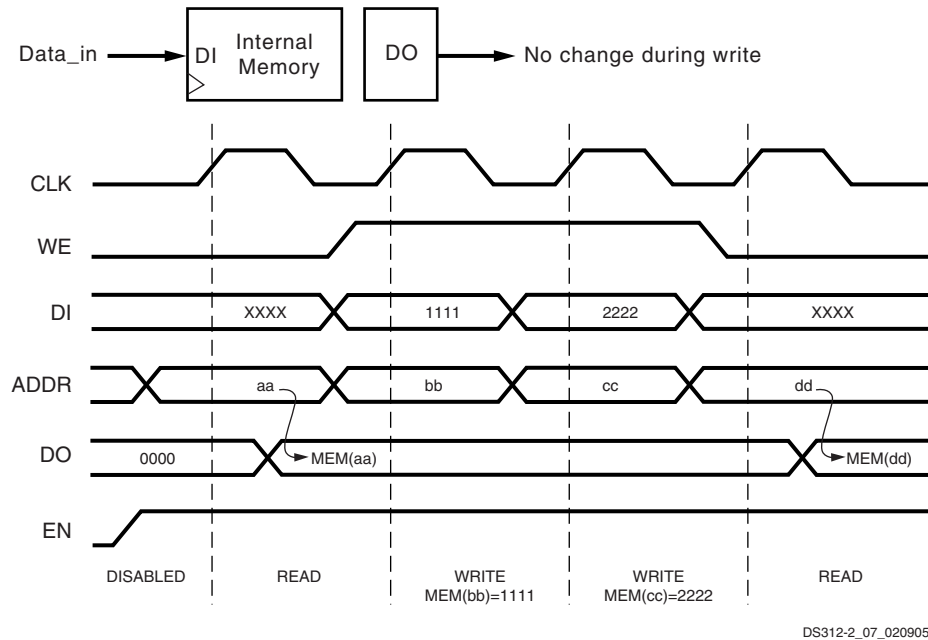 Data_in
DI
Internal
Memory
DO
No change during write
CLK
WE
DI
XXXX
1111
2222
XXXX
ADDR
aa
bb
cc
dd
DO
0000
MEM(aa)
MEM(dd)
EN
DISABLED
READ
WRITE
MEM(bb)=1111
WRITE
MEM(cc)=2222
READ
DS312-2_07_020905